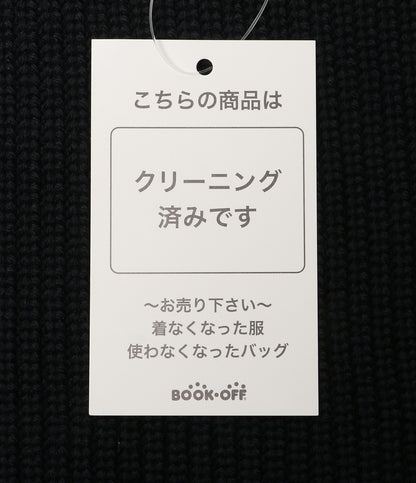 こちらの商品は
クリーニング
済みです
〜お売り下さい〜
着なくなった服
使わなくなったバッグ
BOOK・OFF